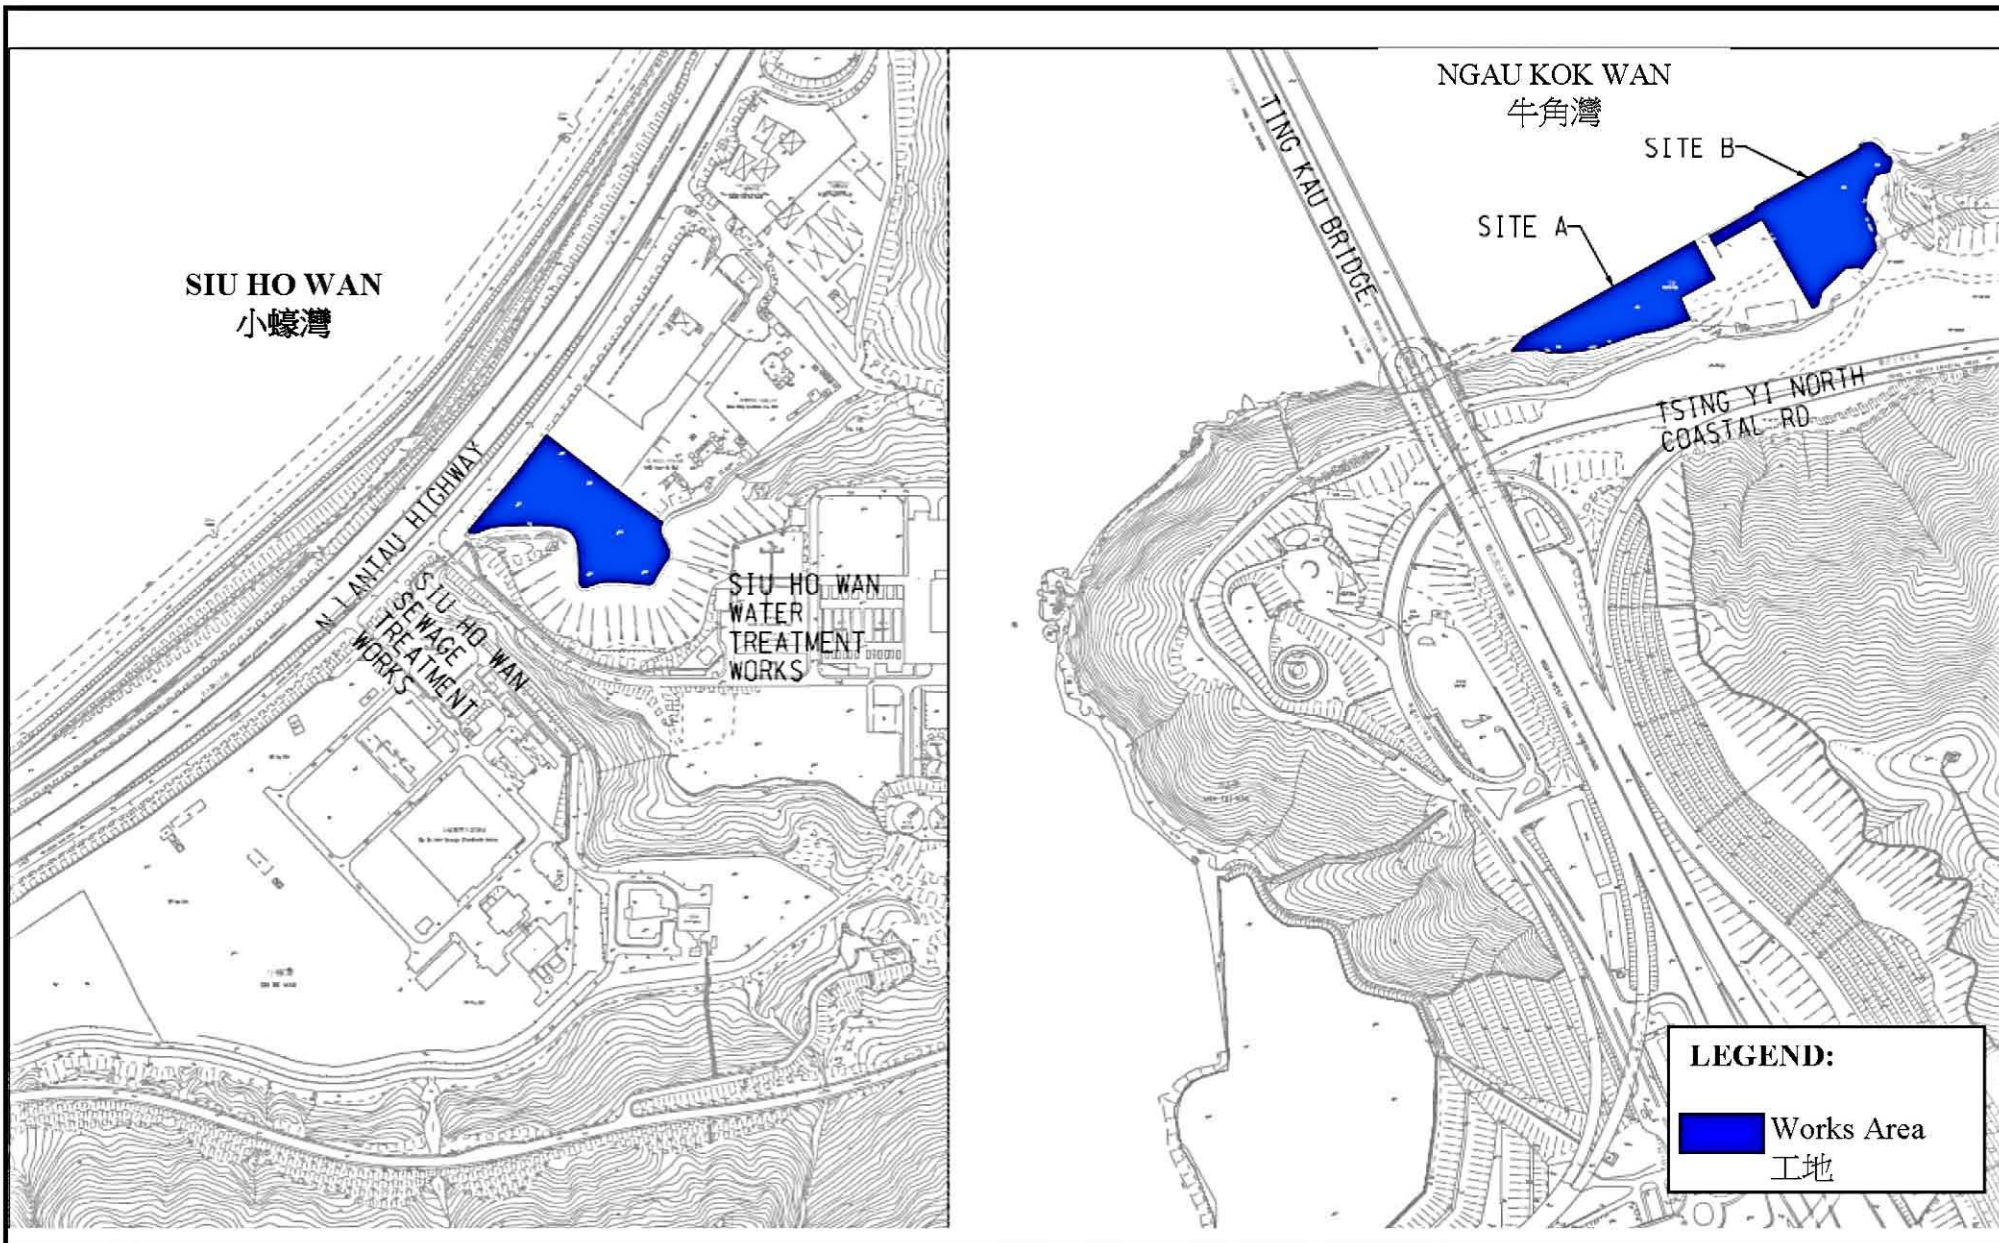 SIU HO WAN
小蠔灣
N LANTAU HIGHWAY
SIU HO WAN
SEWAGE
TREATMENT
WORKS
SIU HO WAN
WATER
TREATMENT
WORKS
NGAU KOK WAN
牛角灣
SITE B
SITE A
TING KAU BRIDGE
TSING YI NORTH
COASTAL RD
LEGEND:
Works Area
工地